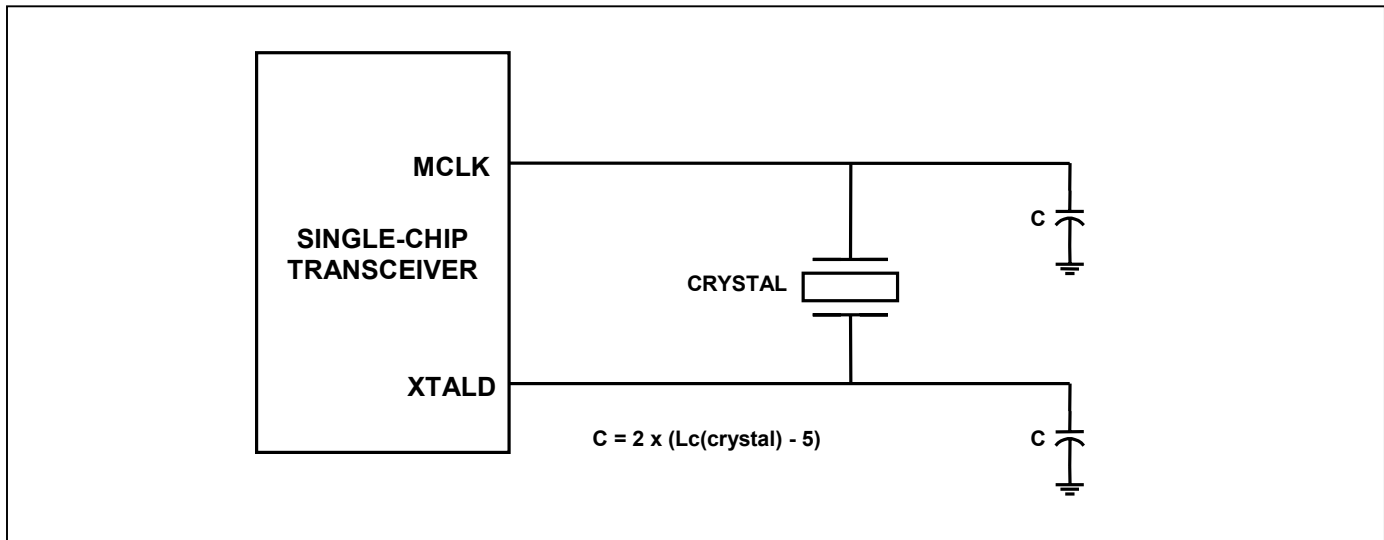 MCLK
SINGLE-CHIP
TRANSCEIVER
XTALD
CRYSTAL
C
C
C = 2 x (Lc(crystal) - 5)